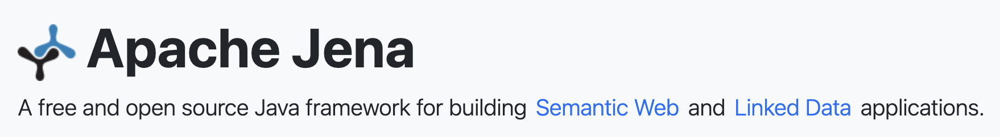 Apache Jena
A free and open source Java framework for building Semantic Web and Linked Data applications.